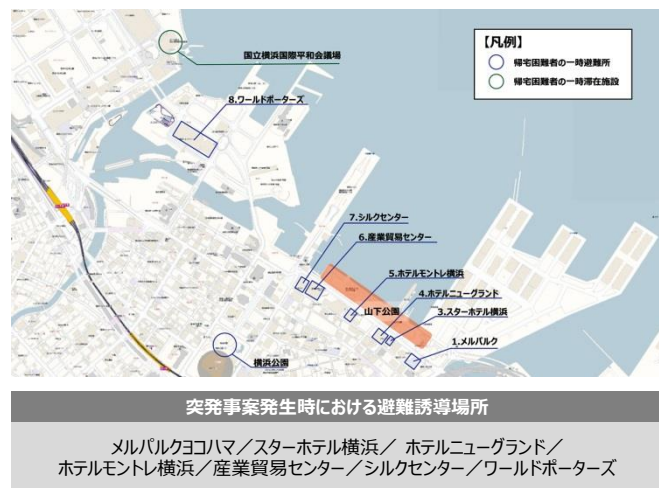 【凡例】
帰宅困難者の一時避難所
帰宅困難者の一時滞在施設
国立横浜国際平和会議場
8.ワールドポーターズ
7.シルクセンター
6.産業貿易センター
5.ホテルモントレ横浜
4.ホテルニューグランド
山下公園
3.スターホテル横浜
1.メルパルク
横浜公園
突発事案発生時における避難誘導場所
メルパルクヨコハマ/スターホテル横浜/ ホテルニューグランド/
ホテルモントレ横浜/産業貿易センター/シルクセンター/ワールドポーターズ